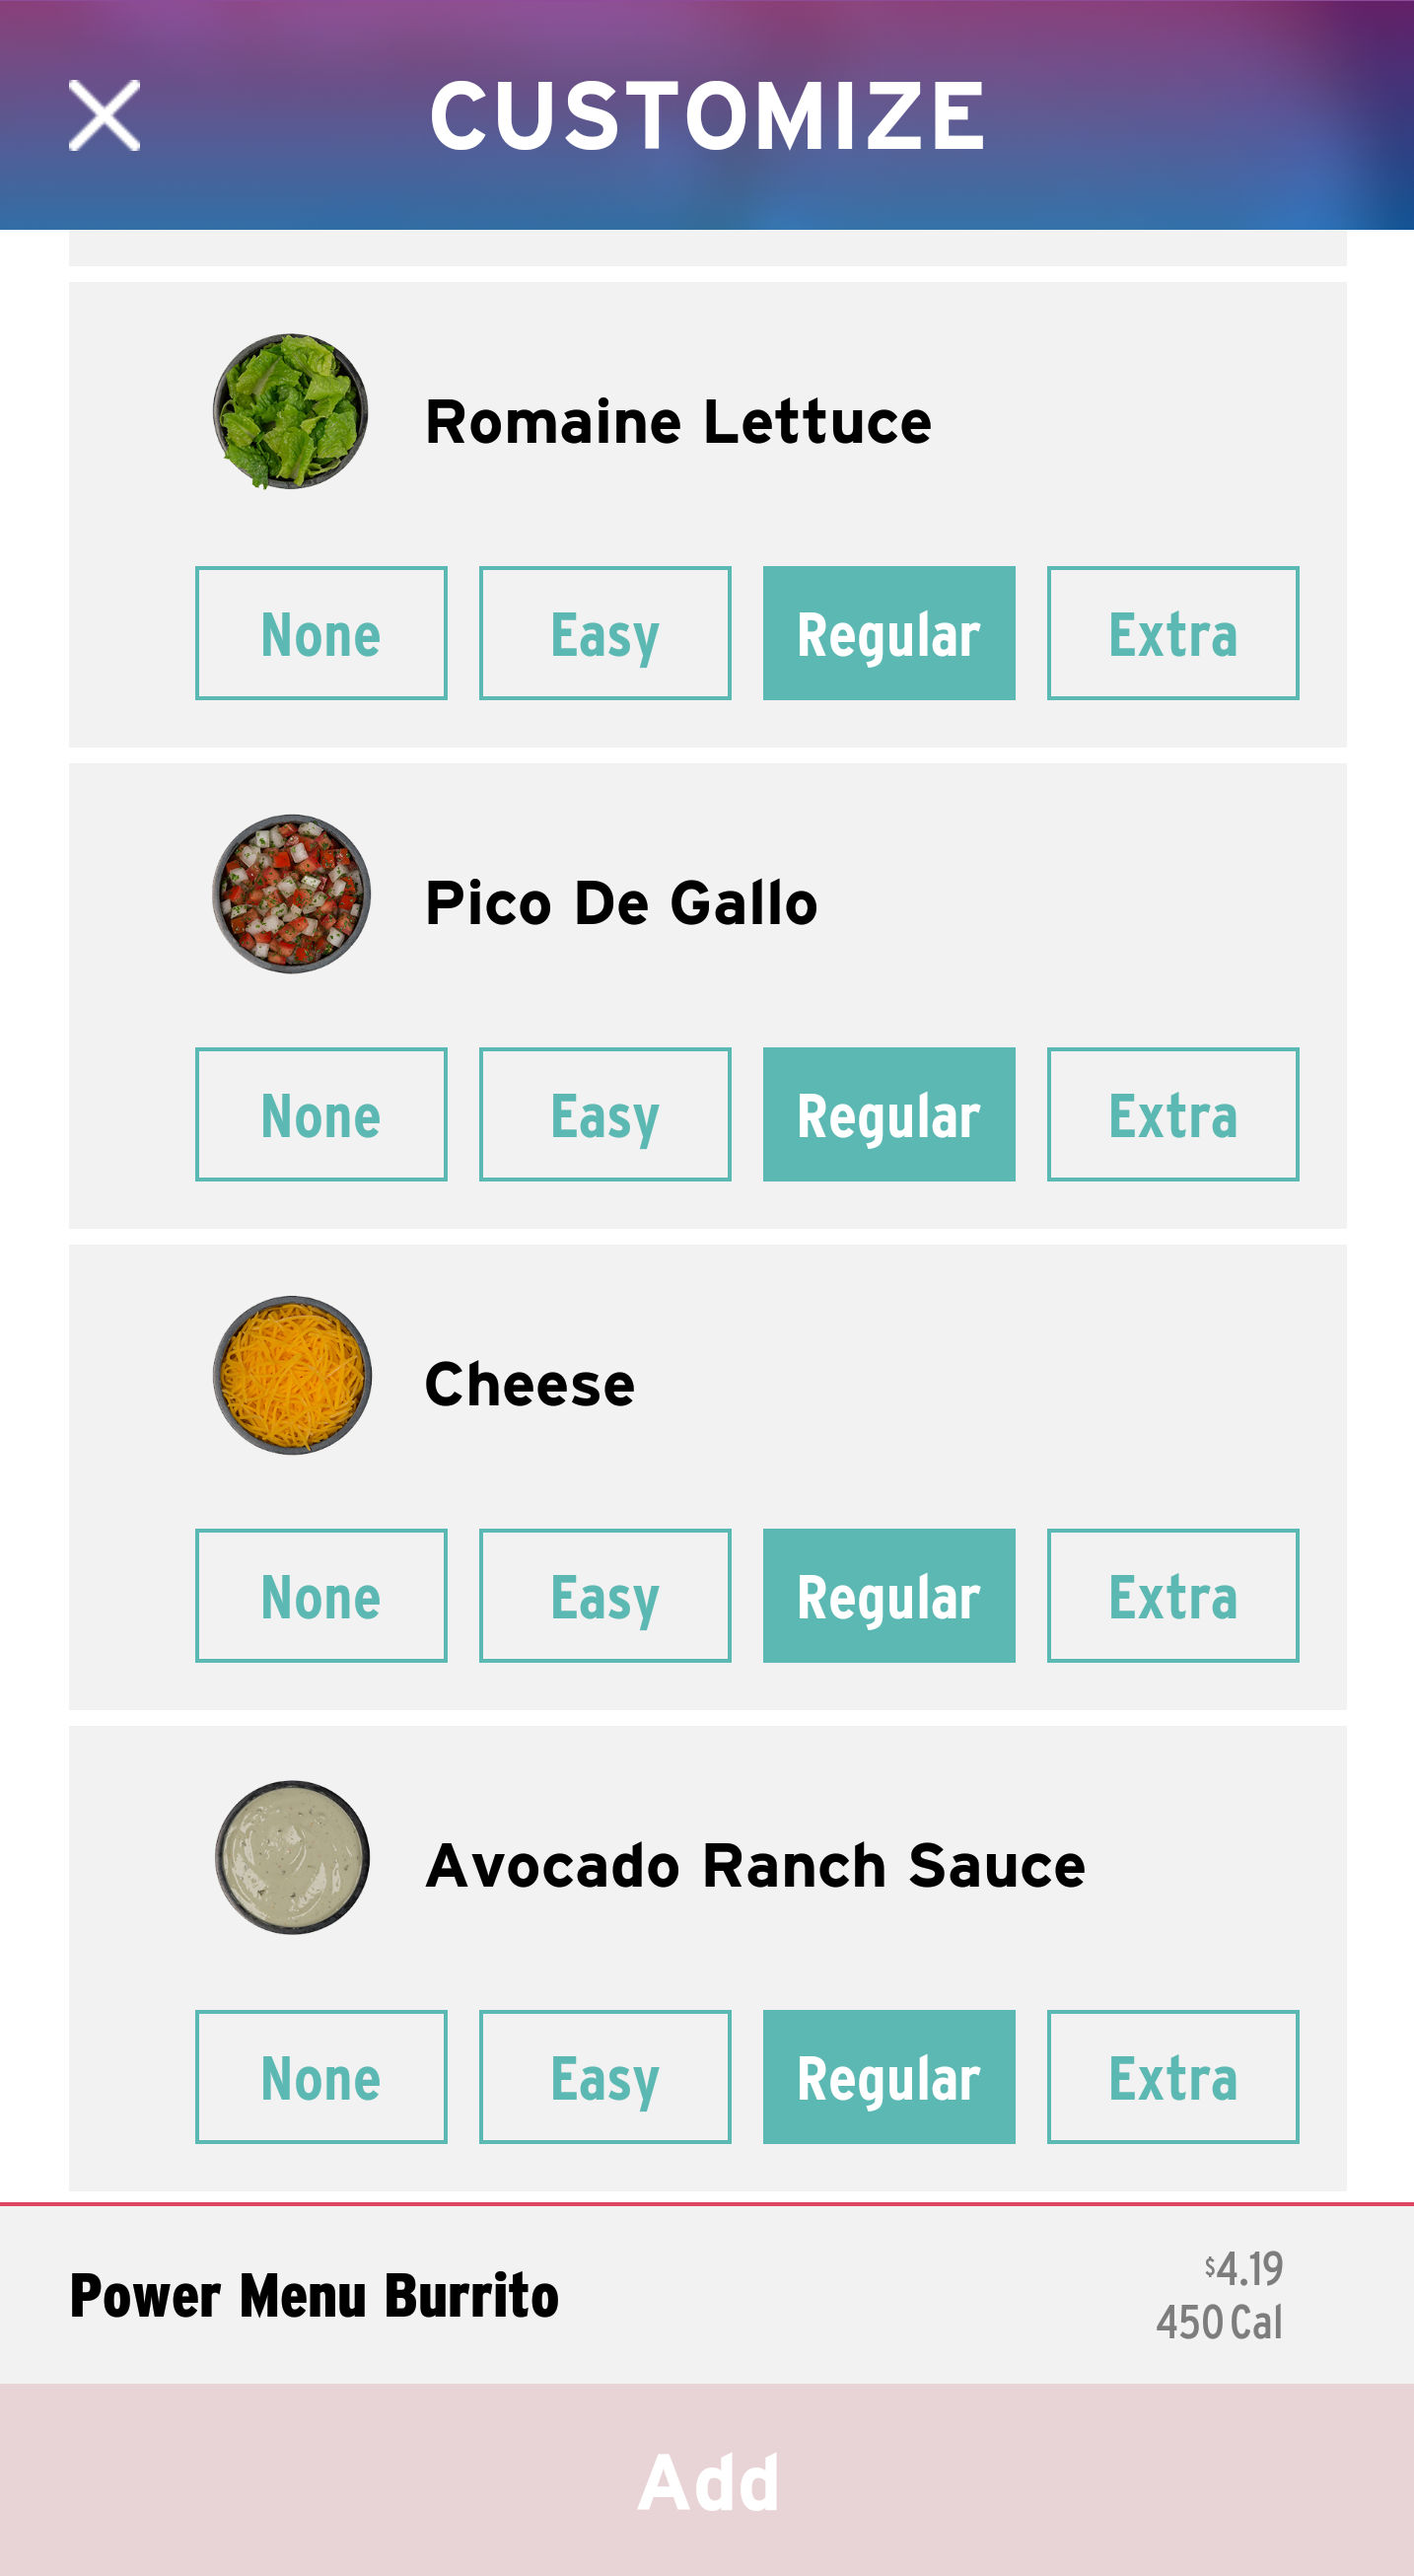 CUSTOMIZE
Romaine Lettuce
None Easy Regular Extra
Pico De Gallo
None Easy Regular Extra
Cheese
None Easy Regular Extra
Avocado Ranch Sauce
None Easy Regular Extra
Power Menu Burrito
$4.19
450 Cal
Add